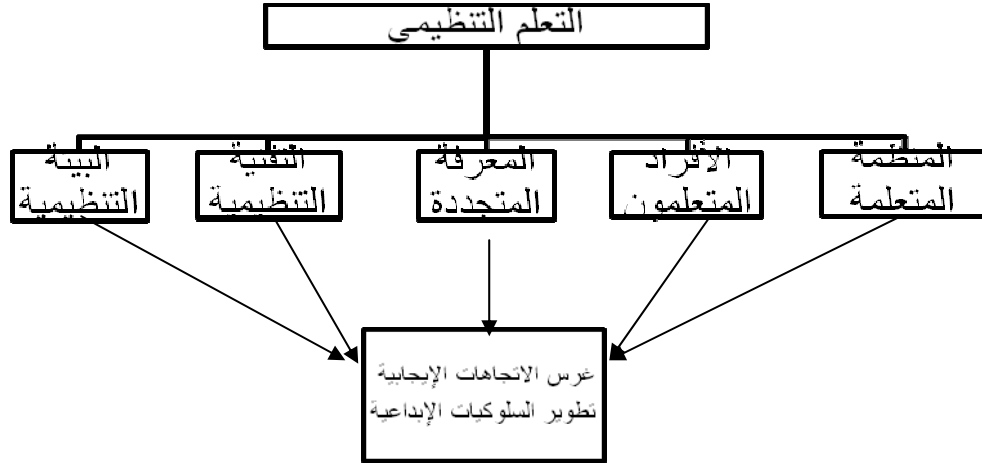 التعلم التنظيمى
المنظمة
المتعلمة
الأفراد
المتعلمون
المعرفة
المتجددة
التقنية
التنظيمية
البيئة
التنظيمية
غرس الاتجاهات الإيجابية
تطوير السلوكيات الإبداعية